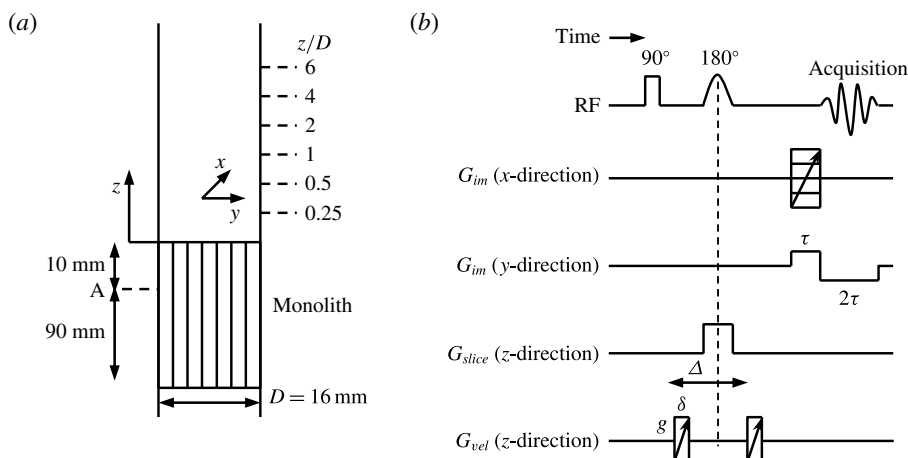 (a)
z/D
6
4
2
1
0.5
0.25
x
y
z
10 mm
A
90 mm
Monolith
D = 16 mm
(b)
Time
90°
180°
Acquisition
RF
G_im (x-direction)
τ
G_im (y-direction)
2τ
G_slice (z-direction)
Δ
δ
g
G_vel (z-direction)